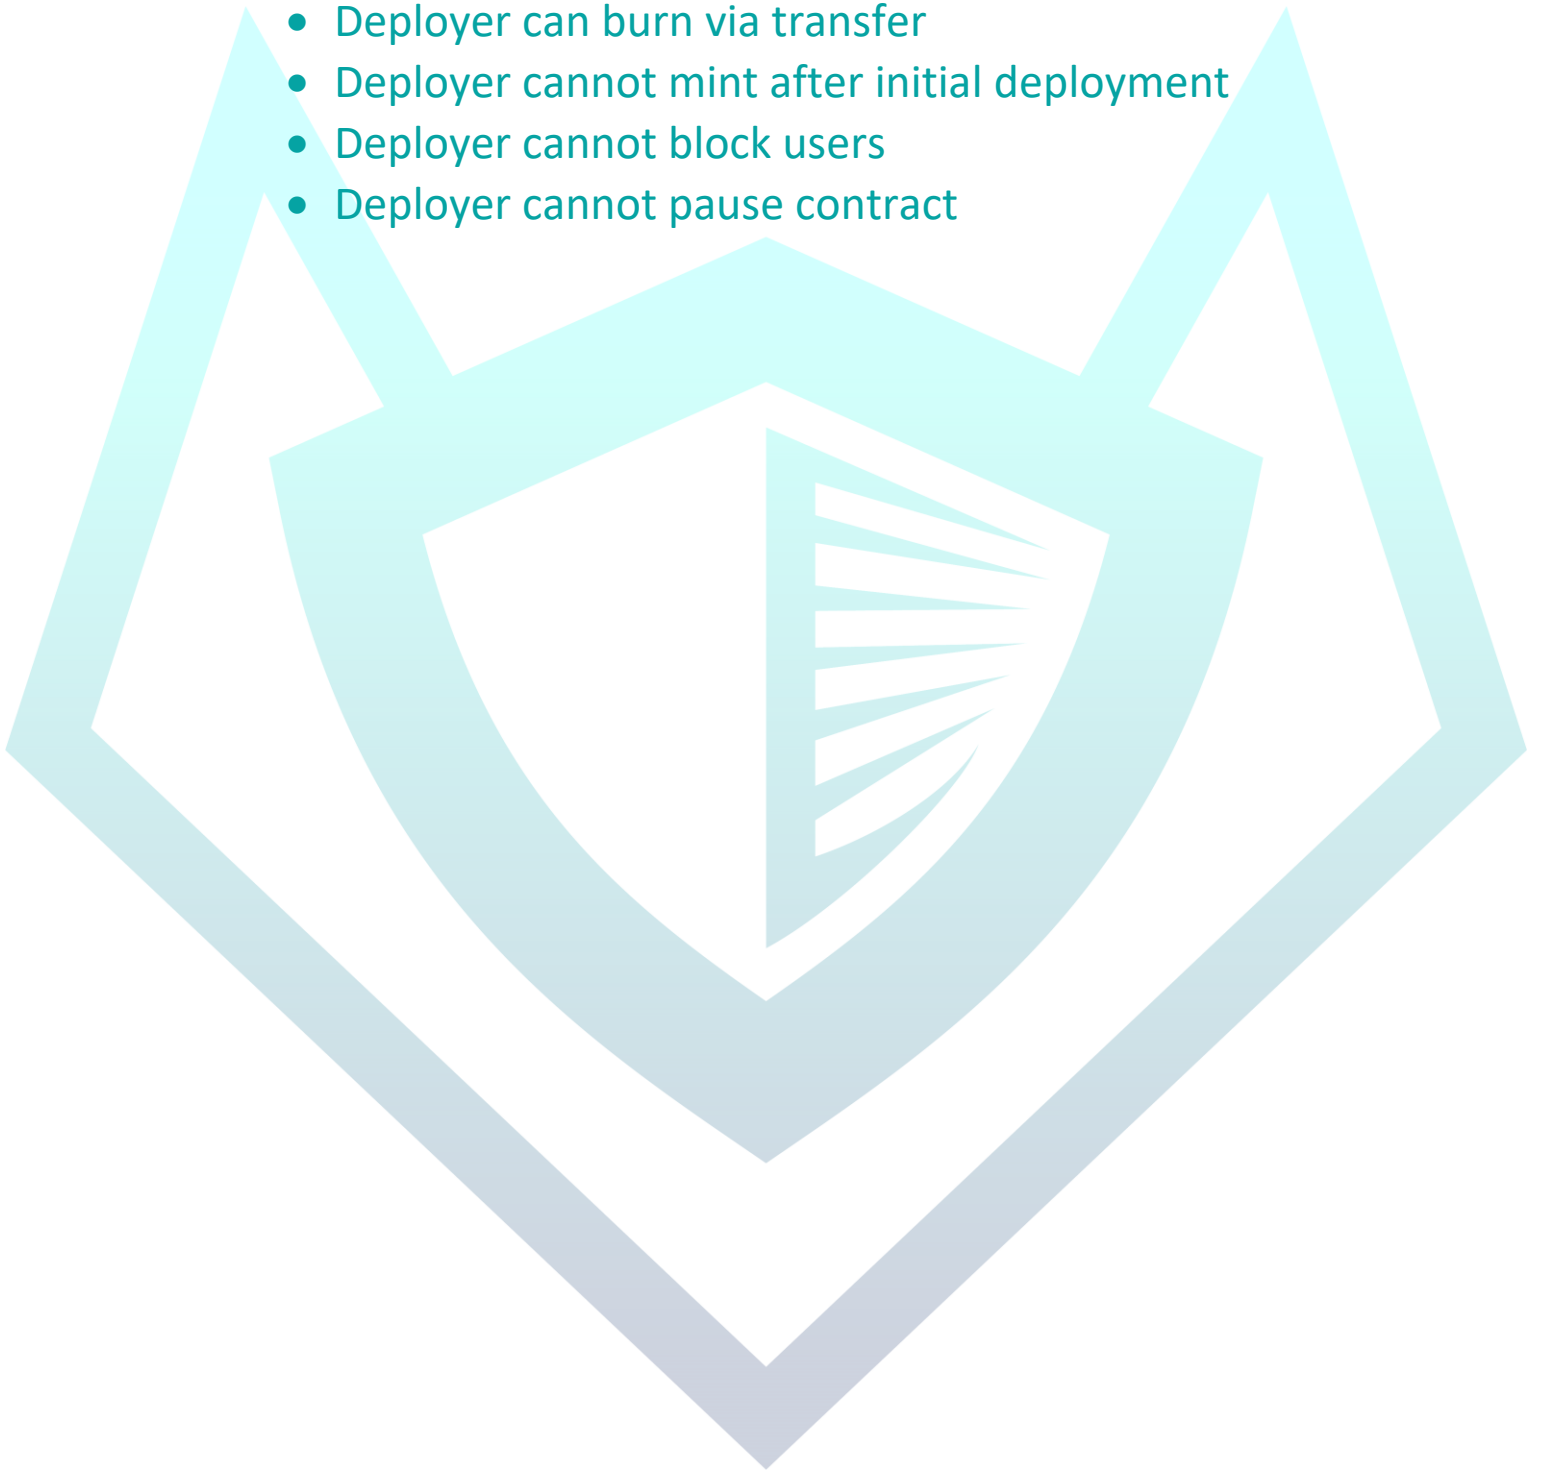 • Deployer can burn via transfer
• Deployer cannot mint after initial deployment
• Deployer cannot block users
• Deployer cannot pause contract